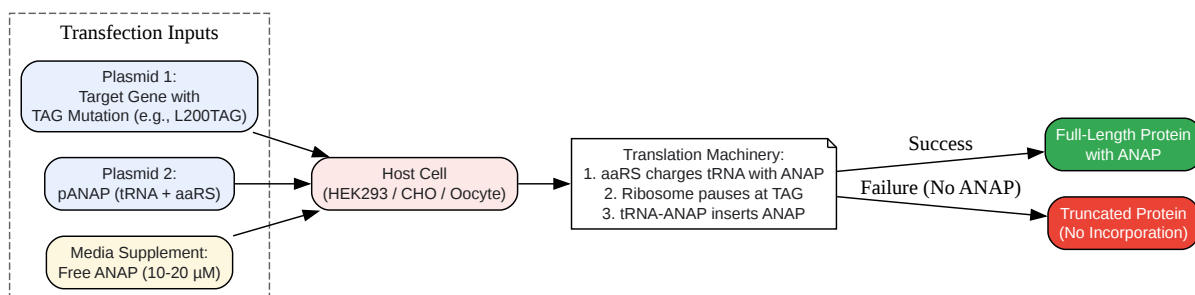 Transfection Inputs
Plasmid 1:
Target Gene with
TAG Mutation (e.g., L200TAG)
Plasmid 2:
pANAP (tRNA + aaRS)
Media Supplement:
Free ANAP (10-20 µM)
Host Cell
(HEK293 / CHO / Oocyte)
Translation Machinery:
1. aaRS charges tRNA with ANAP
2. Ribosome pauses at TAG
3. tRNA-ANAP inserts ANAP
Success
Failure (No ANAP)
Full-Length Protein
with ANAP
Truncated Protein
(No Incorporation)